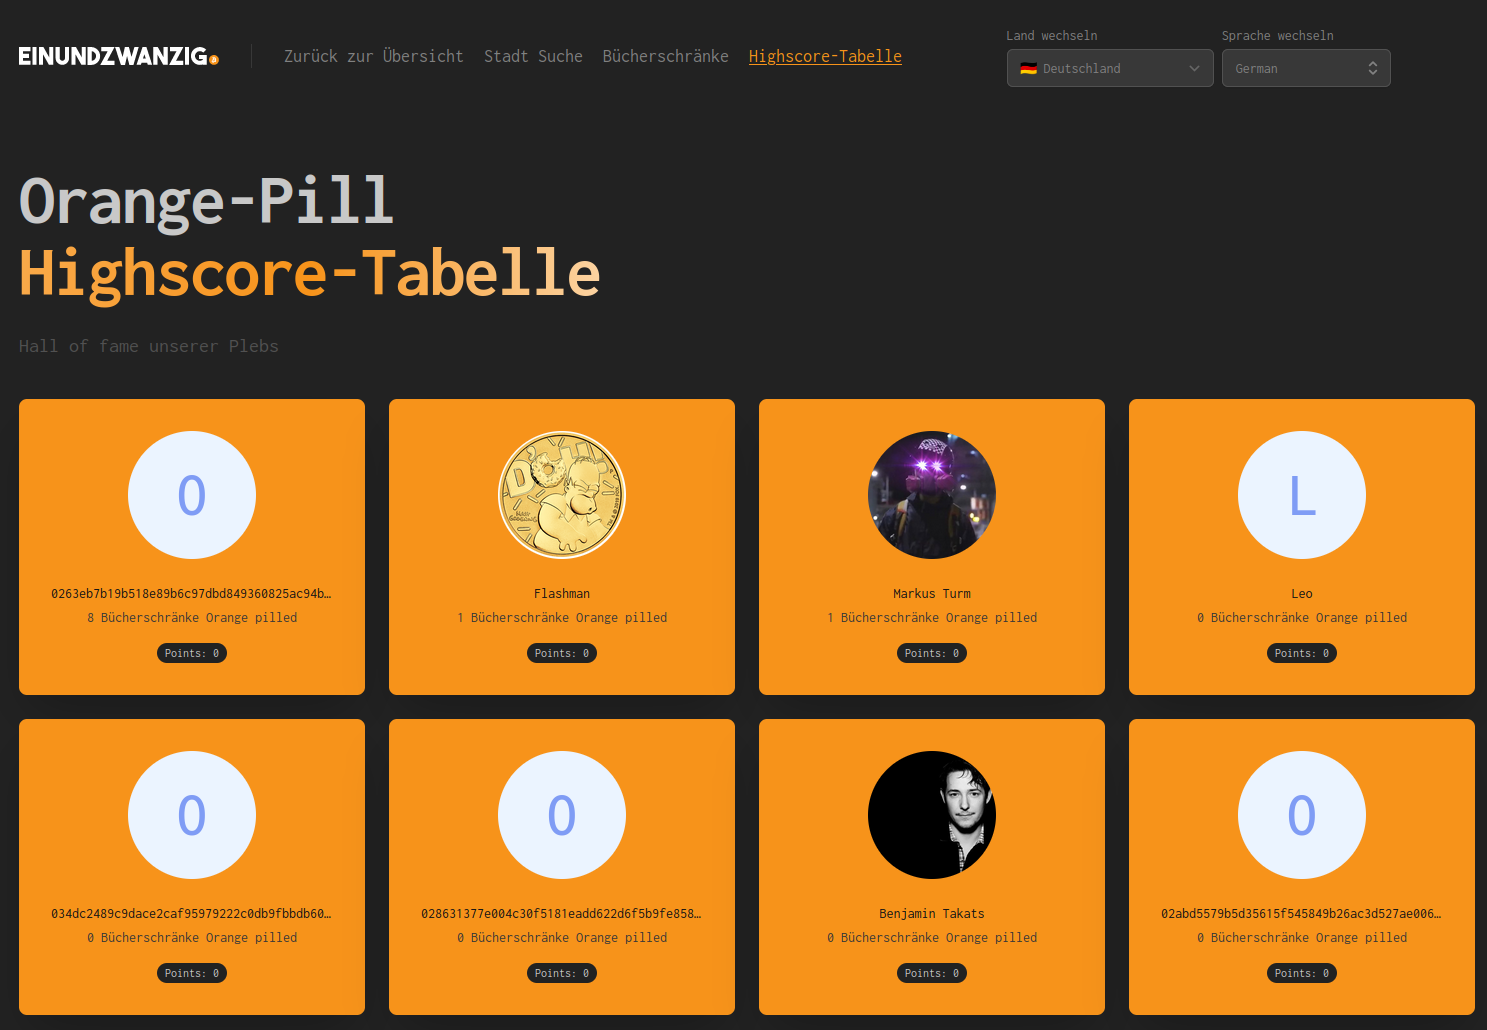 EINUNDZWANZIG
Zurück zur Übersicht Stadt Suche Bücherschränke Highscore-Tabelle
Land wechseln Sprache wechseln
Deutschland German
Orange-Pill
Highscore-Tabelle
Hall of fame unserer Plebs
O L
0263eb7b19b518e89b6c97dbd849360825ac94b… Flashman Markus Turm Leo
8 Bücherschränke Orange pilled 1 Bücherschränke Orange pilled 1 Bücherschränke Orange pilled 0 Bücherschränke Orange pilled
Points: 0 Points: 0 Points: 0 Points: 0
0 0 0
034dc2489c9dace2caf95979222c0db9fbbdb60… 028631377e004c30f5181eadd622d6f5b9fe858… Benjamin Takats 02abd5579b5d35615f545849b26ac3d527ae006…
0 Bücherschränke Orange pilled 0 Bücherschränke Orange pilled 0 Bücherschränke Orange pilled 0 Bücherschränke Orange pilled
Points: 0 Points: 0 Points: 0 Points: 0